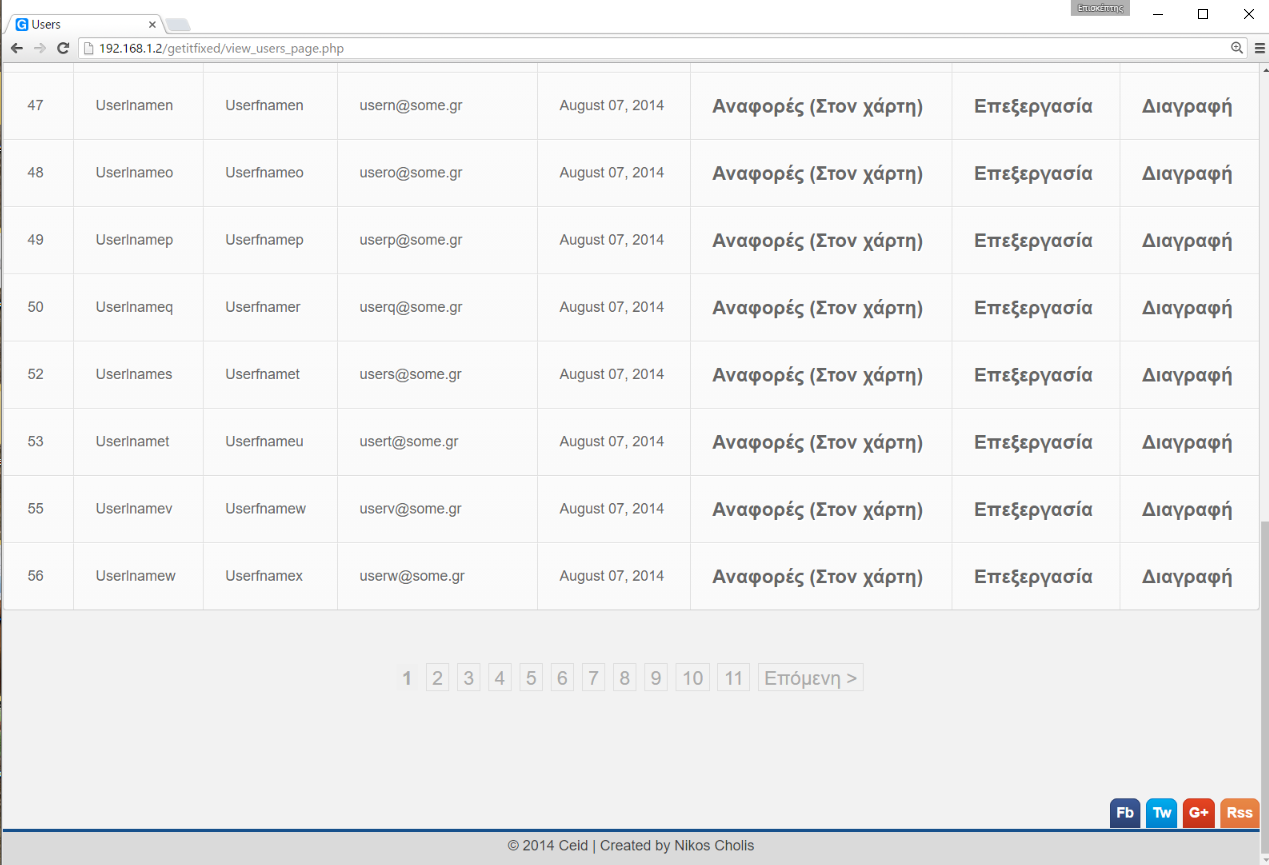 Επισκέπτης
Users
192.168.1.2/getitfixed/view_users_page.php
47 Userlnamen Userfnamen usern@some.gr August 07, 2014 Αναφορές (Στον χάρτη) Επεξεργασία Διαγραφή
48 Userlnameo Userfnameo usero@some.gr August 07, 2014 Αναφορές (Στον χάρτη) Επεξεργασία Διαγραφή
49 Userlnamep Userfnamep userp@some.gr August 07, 2014 Αναφορές (Στον χάρτη) Επεξεργασία Διαγραφή
50 Userlnameq Userfnamer userq@some.gr August 07, 2014 Αναφορές (Στον χάρτη) Επεξεργασία Διαγραφή
52 Userlnames Userfnamet users@some.gr August 07, 2014 Αναφορές (Στον χάρτη) Επεξεργασία Διαγραφή
53 Userlnamet Userfnameu usert@some.gr August 07, 2014 Αναφορές (Στον χάρτη) Επεξεργασία Διαγραφή
55 Userlnamev Userfnamew userv@some.gr August 07, 2014 Αναφορές (Στον χάρτη) Επεξεργασία Διαγραφή
56 Userlnamew Userfnamex userw@some.gr August 07, 2014 Αναφορές (Στον χάρτη) Επεξεργασία Διαγραφή
1 2 3 4 5 6 7 8 9 10 11 Επόμενη >
Fb Tw G+ Rss
© 2014 Ceid | Created by Nikos Cholis